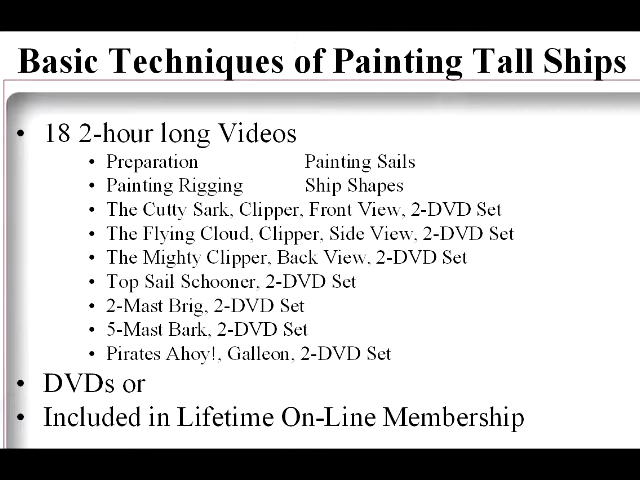 Basic Techniques of Painting Tall Ships
• 18 2-hour long Videos
• Preparation Painting Sails
• Painting Rigging Ship Shapes
• The Cutty Sark, Clipper, Front View, 2-DVD Set
• The Flying Cloud, Clipper, Side View, 2-DVD Set
• The Mighty Clipper, Back View, 2-DVD Set
• Top Sail Schooner, 2-DVD Set
• 2-Mast Brig, 2-DVD Set
• 5-Mast Bark, 2-DVD Set
• Pirates Ahoy!, Galleon, 2-DVD Set
• DVDs or
• Included in Lifetime On-Line Membership